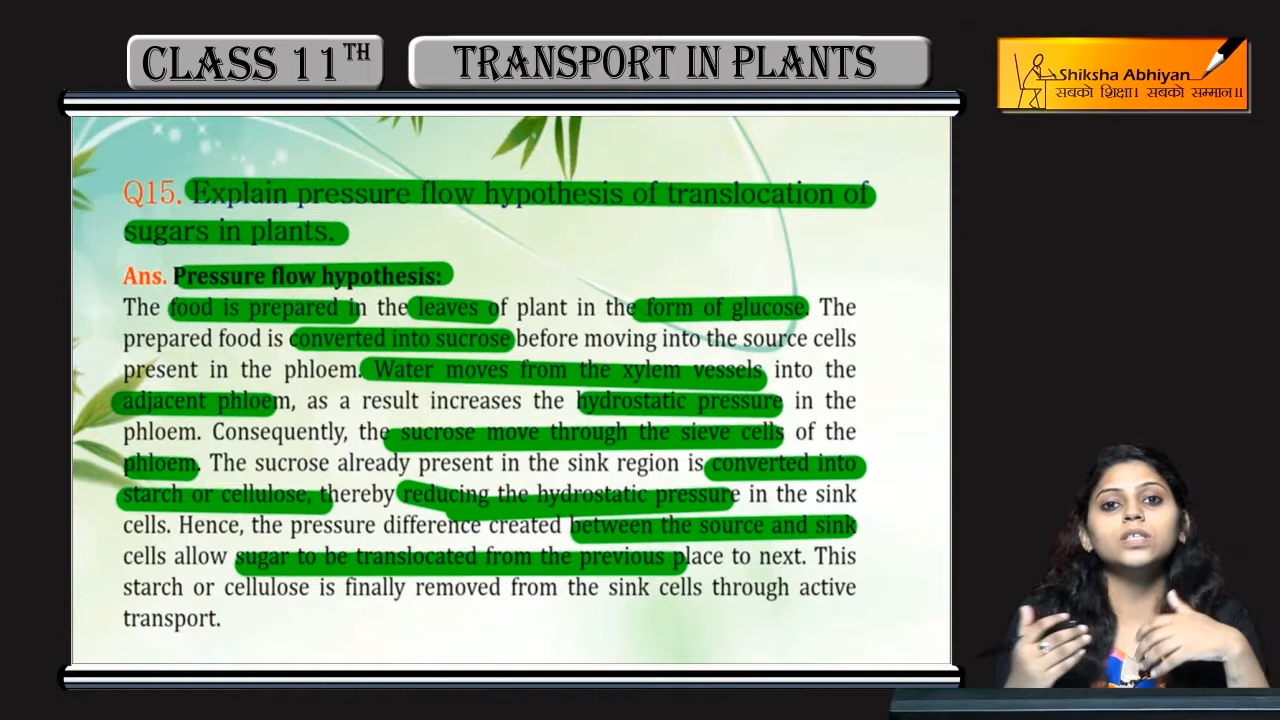 CLASS 11TH
TRANSPORT IN PLANTS
Shiksha Abhiyan
सबको शिक्षा। सबको सम्मान॥
Q15. Explain pressure flow hypothesis of translocation of
sugars in plants.
Ans. Pressure flow hypothesis:
The food is prepared in the leaves of plant in the form of glucose. The
prepared food is converted into sucrose before moving into the source cells
present in the phloem. Water moves from the xylem vessels into the
adjacent phloem, as a result increases the hydrostatic pressure in the
phloem. Consequently, the sucrose move through the sieve cells of the
phloem. The sucrose already present in the sink region is converted into
starch or cellulose, thereby reducing the hydrostatic pressure in the sink
cells. Hence, the pressure difference created between the source and sink
cells allow sugar to be translocated from the previous place to next. This
starch or cellulose is finally removed from the sink cells through active
transport.